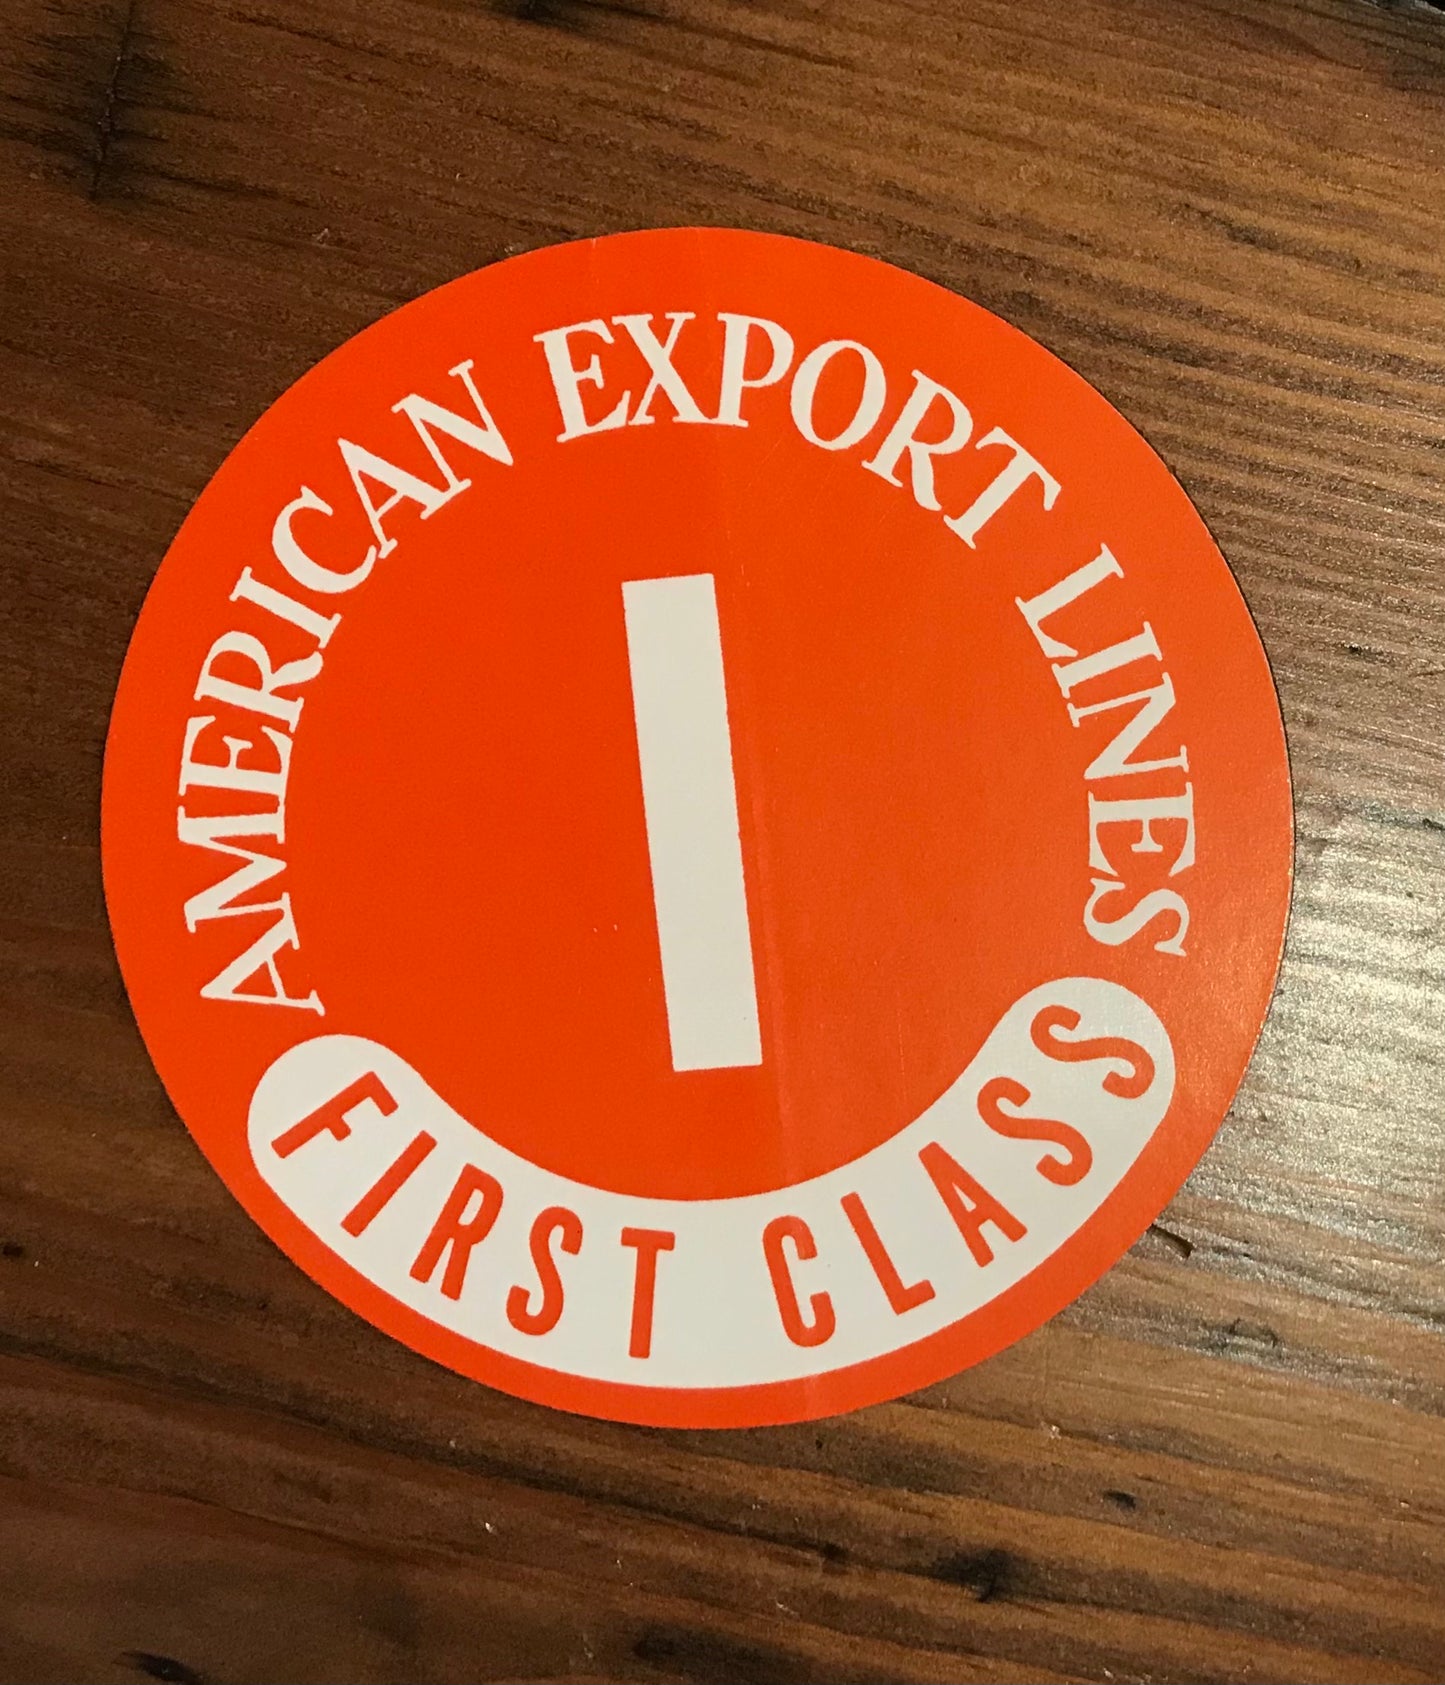 AMERICAN EXPORT LINES
I
FIRST CLASS